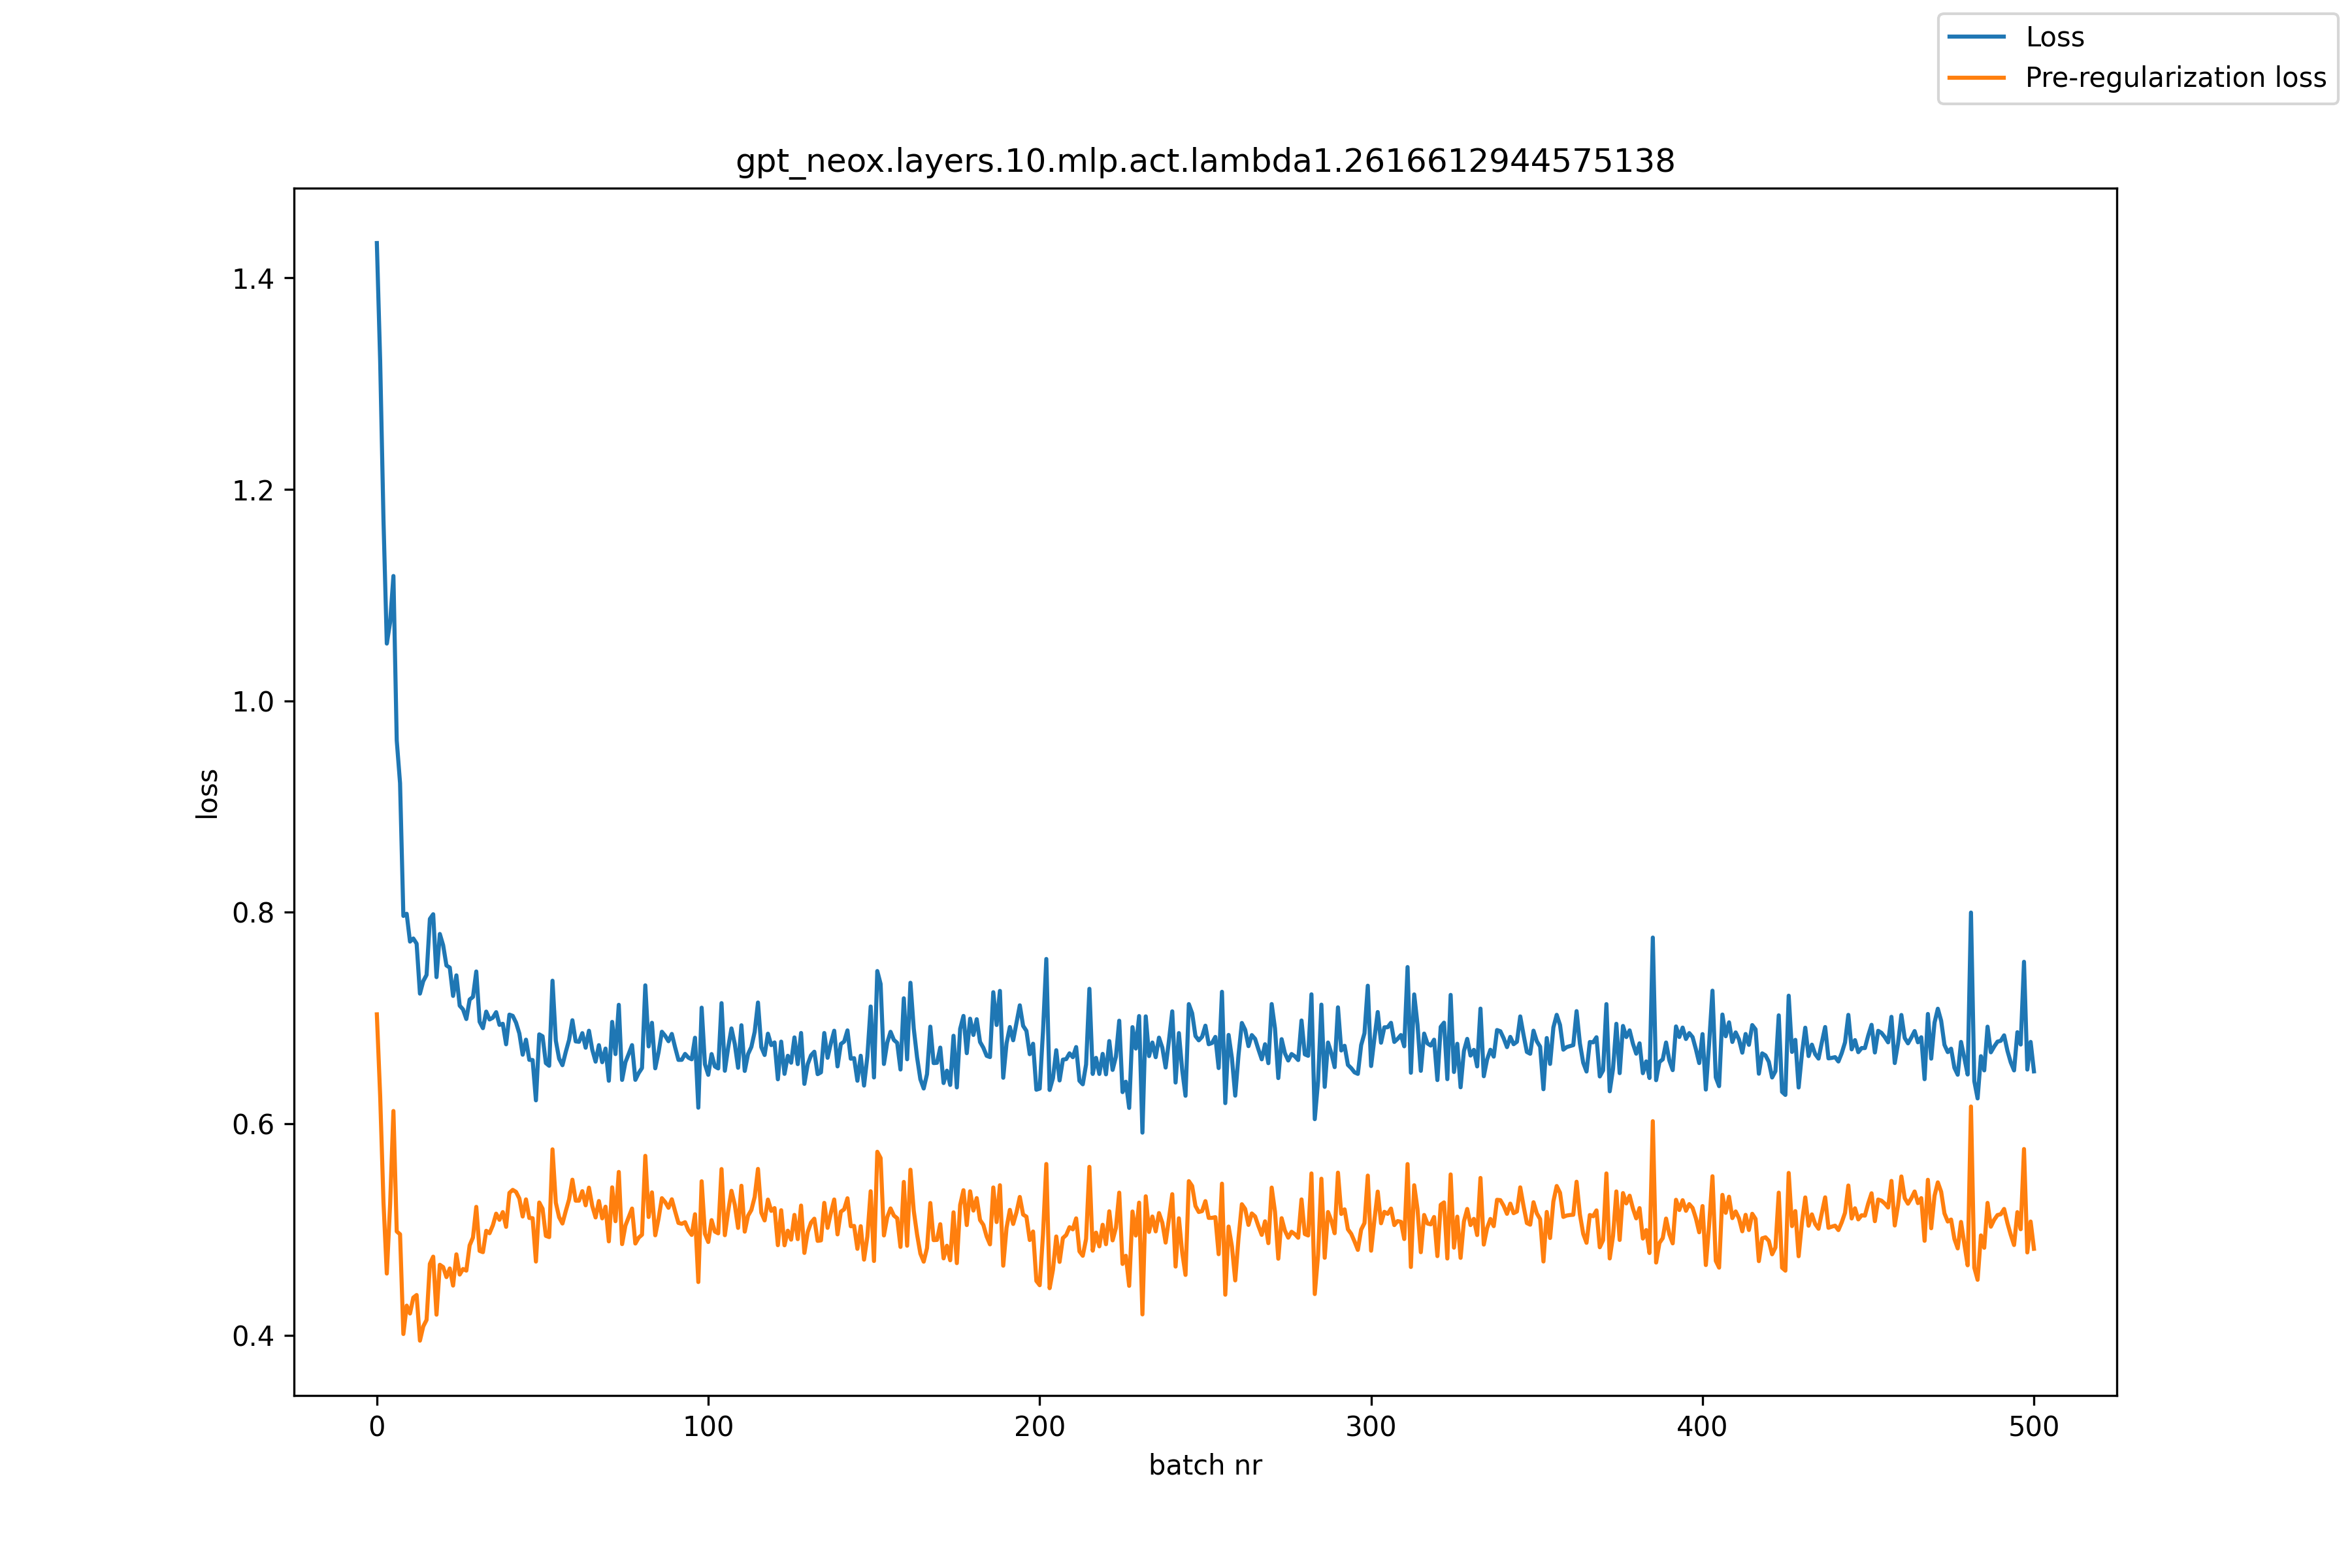 Loss
Pre-regularization loss
gpt_neox.layers.10.mlp.act.lambda1.2616612944575138
1.4
1.2
1.0
0.8
0.6
0.4
loss
0
100
200
300
400
500
batch nr